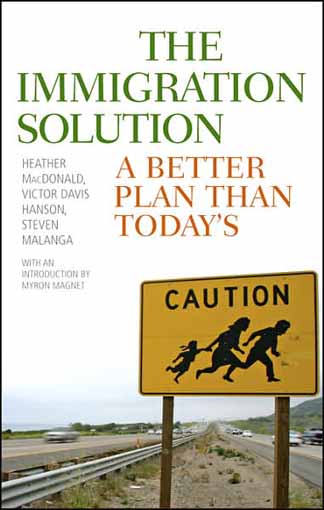 THE
IMMIGRATION
SOLUTION
HEATHER
MACDONALD,
VICTOR DAVIS
HANSON,
STEVEN
MALANGA
WITH AN
INTRODUCTION BY
MYRON MAGNET
A BETTER
PLAN THAN
TODAY'S
CAUTION